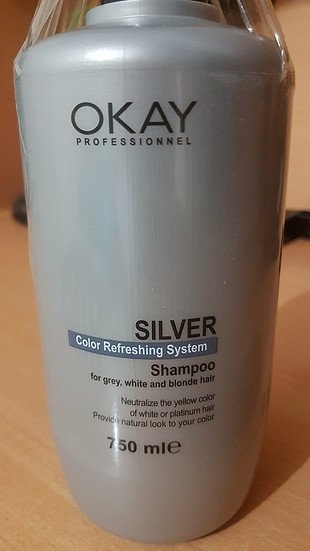 OKAY
PROFESSIONNEL
SILVER
Color Refreshing System
Shampoo
for grey, white and blonde hair
Neutralize the yellow color
of white or platinum hair
Provide natural look to your color
750 ml℮